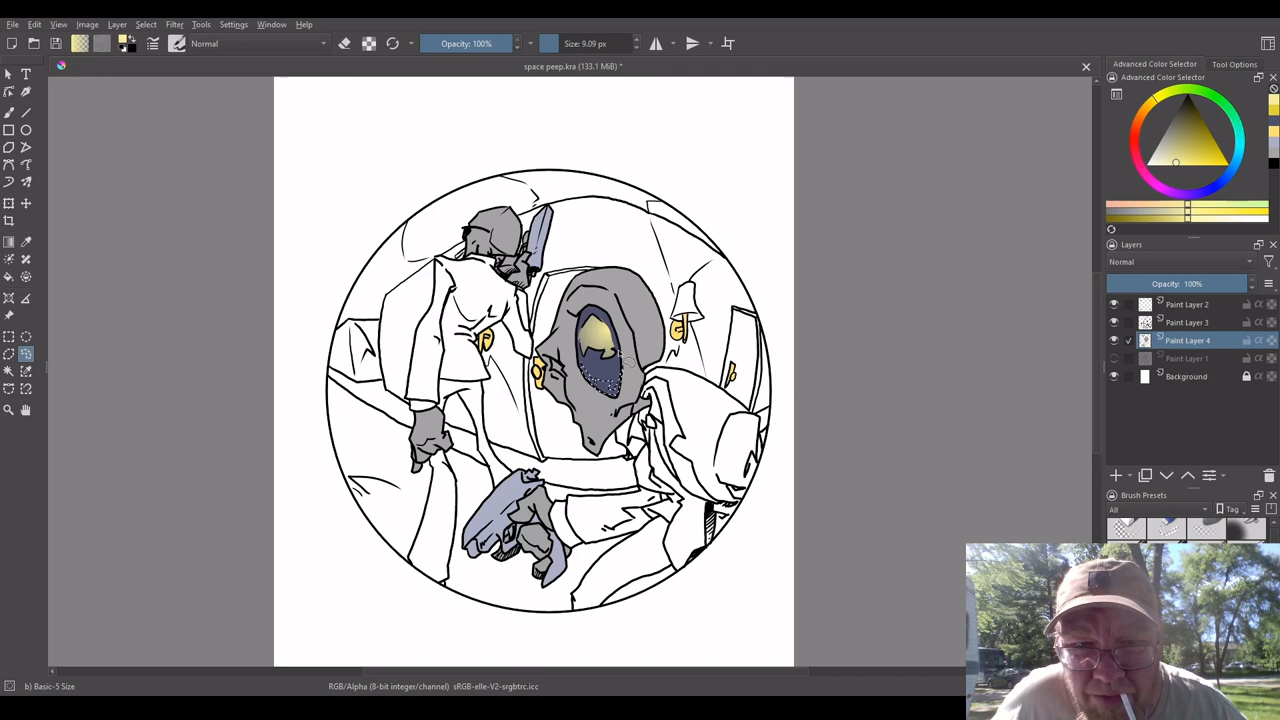 File Edit View Image Layer Select Filter Tools Settings Window Help
Normal Opacity: 100% Size: 9.09 px
space peep.kra (133.1 MiB) *
Advanced Color Selector Tool Options
Advanced Color Selector
Layers
Normal
Opacity: 100%
Paint Layer 2
Paint Layer 3
Paint Layer 4
Paint Layer 1
Background
Brush Presets
All Tag
b) Basic-5 Size RGB/Alpha (8-bit integer/channel) sRGB-elle-V2-srgbtrc.icc